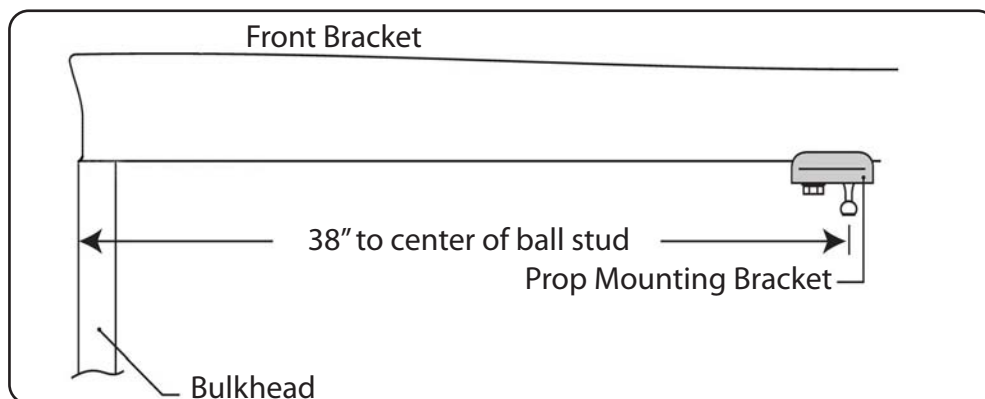 Front Bracket
38” to center of ball stud
Prop Mounting Bracket
Bulkhead